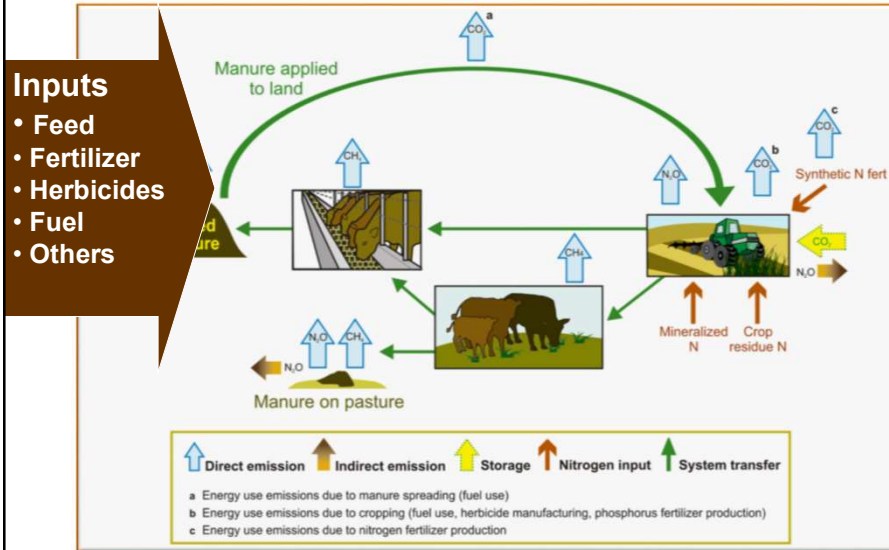 Inputs
• Feed
• Fertilizer
• Herbicides
• Fuel
• Others
CO₂ a
Manure applied
to land
CO₂ c
CO₂ b
CH₄
N₂O
Synthetic N fert
CO₂
N₂O
CH₄
Mineralized
N
Crop
residue N
N₂O
N₂O
CH₄
Manure on pasture
Direct emission
Indirect emission
Storage
Nitrogen input
System transfer
a Energy use emissions due to manure spreading (fuel use)
b Energy use emissions due to cropping (fuel use, herbicide manufacturing, phosphorus fertilizer production)
c Energy use emissions due to nitrogen fertilizer production